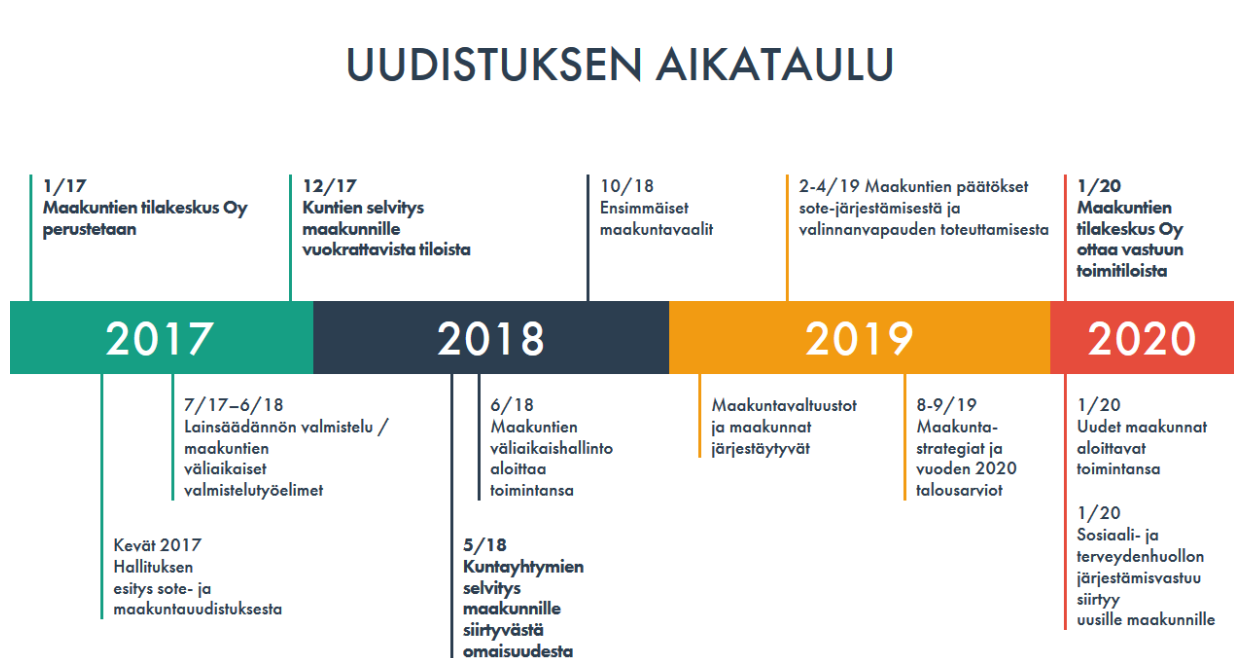 UUDISTUKSEN AIKATAULU
1/17
Maakuntien tilakeskus Oy
perustetaan
12/17
Kuntien selvitys
maakunnille
vuokrattavista tiloista
10/18
Ensimmäiset
maakuntavaalit
2-4/19 Maakuntien päätökset
sote-järjestämisestä ja
valinnanvapauden toteuttamisesta
1/20
Maakuntien
tilakeskus Oy
ottaa vastuun
toimitiloista
2017
2018
2019
2020
7/17–6/18
Lainsäädännön valmistelu /
maakuntien
väliaikaiset
valmistelutyöelimet
6/18
Maakuntien
väliaikaishallinto
aloittaa
toimintansa
Maakuntavaltuustot
ja maakunnat
järjestäytyvät
8-9/19
Maakunta-
strategiat ja
vuoden 2020
talousarviot
1/20
Uudet maakunnat
aloittavat
toimintansa
Kevät 2017
Hallituksen
esitys sote- ja
maakuntauudistuksesta
5/18
Kuntayhtymien
selvitys
maakunnille
siirtyvästä
omaisuudesta
1/20
Sosiaali- ja
terveydenhuollon
järjestämisvastuu
siirtyy
uusille maakunnille